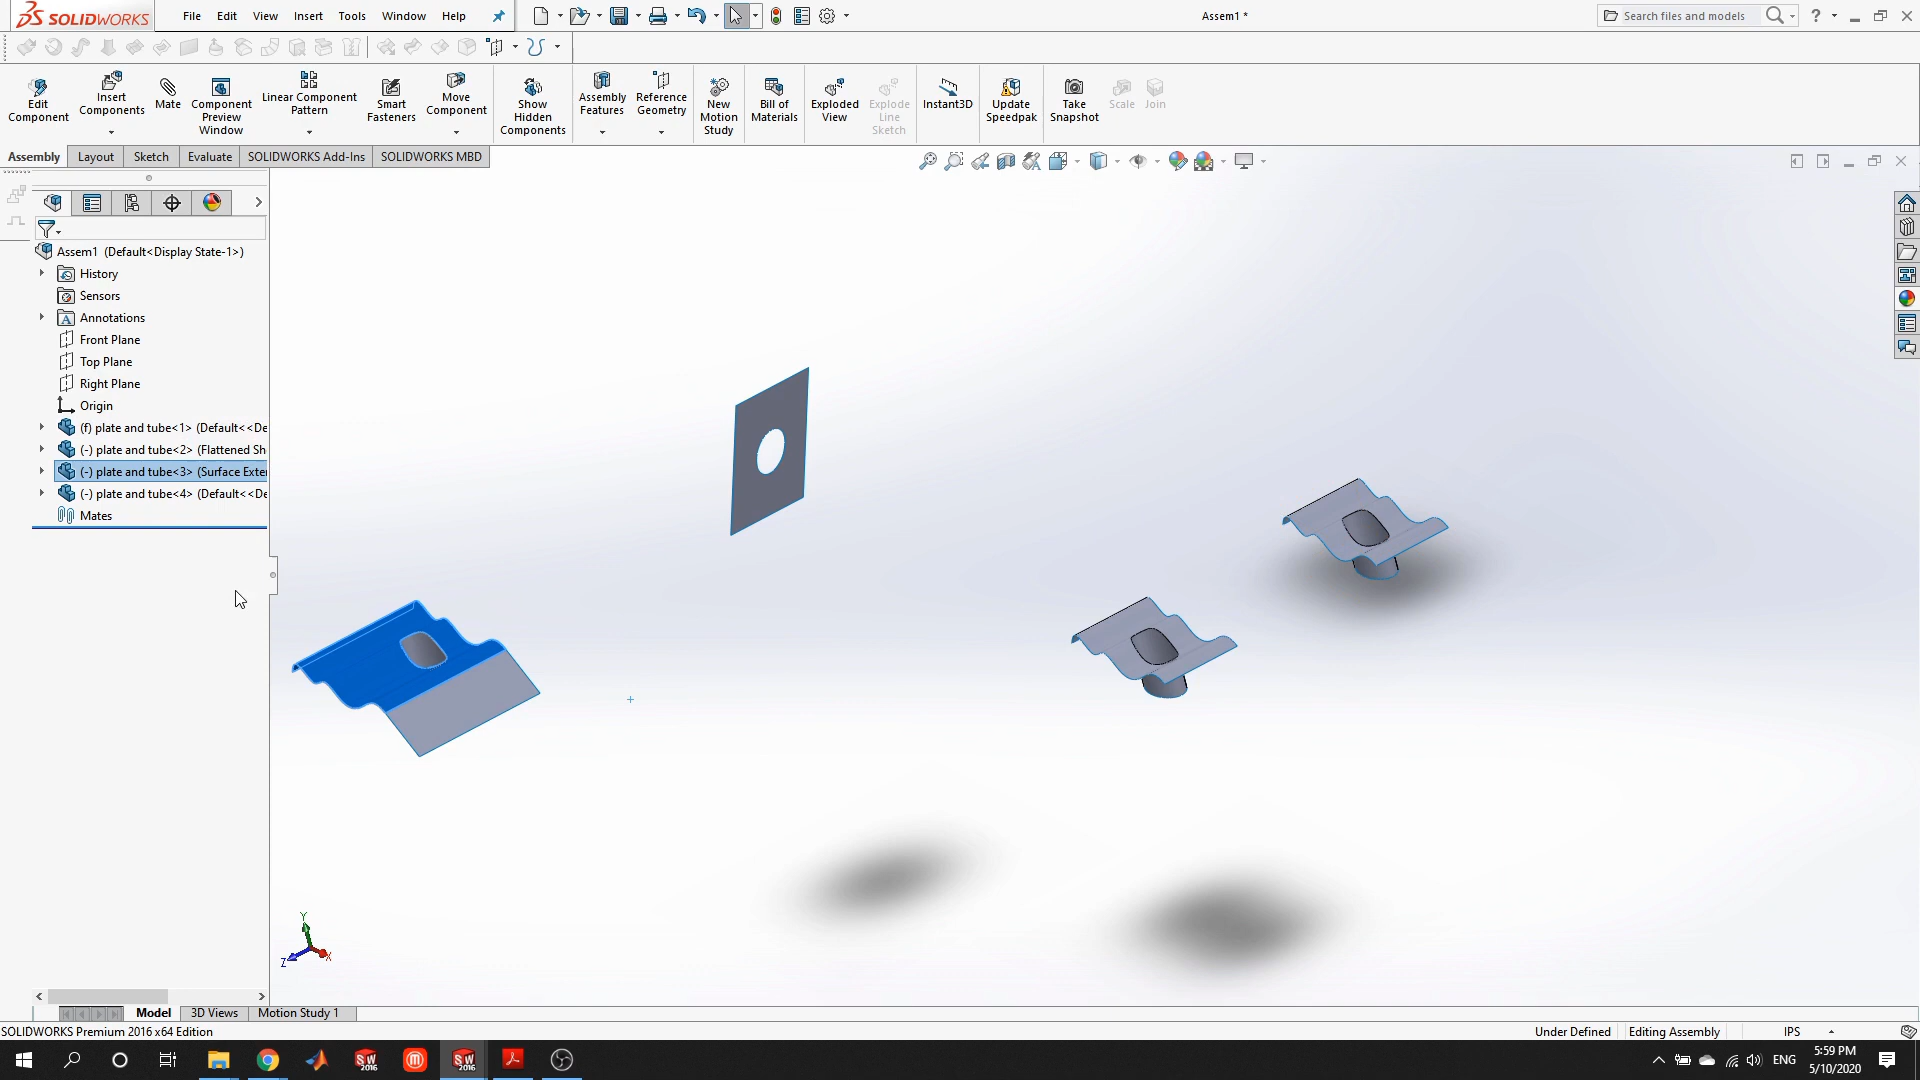 SOLIDWORKS File Edit View Insert Tools Window Help Assem1 * Search files and models ?
Edit Component
Insert Components
Mate
Component Preview Window
Linear Component Pattern
Smart Fasteners
Move Component
Show Hidden Components
Assembly Features
Reference Geometry
New Motion Study
Bill of Materials
Exploded View
Explode Line Sketch
Instant3D
Update Speedpak
Take Snapshot
Scale
Join
Assembly Layout Sketch Evaluate SOLIDWORKS Add-Ins SOLIDWORKS MBD
Assem1 (Default<Display State-1>)
History
Sensors
Annotations
Front Plane
Top Plane
Right Plane
Origin
(f) plate and tube<1> (Default<<De
(-) plate and tube<2> (Flattened Sh
(-) plate and tube<3> (Surface Exte
(-) plate and tube<4> (Default<<De
Mates
Y
Z
X
Model 3D Views Motion Study 1
SOLIDWORKS Premium 2016 x64 Edition Under Defined Editing Assembly IPS
SW 2016
SW 2016
ENG
5:59 PM
5/10/2020